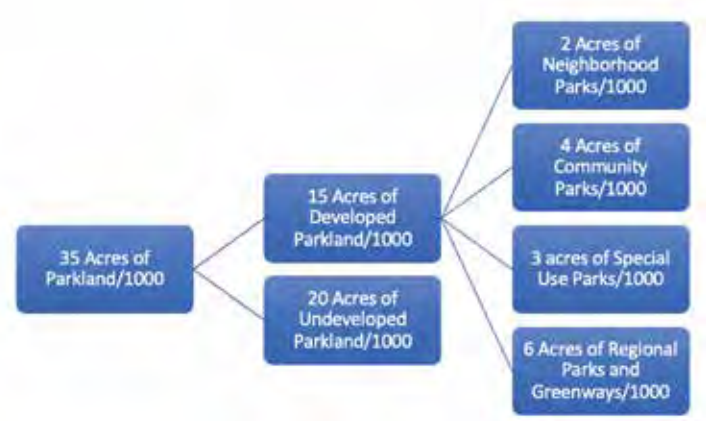 35 Acres of
Parkland/1000
15 Acres of
Developed
Parkland/1000
20 Acres of
Undeveloped
Parkland/1000
2 Acres of
Neighborhood
Parks/1000
4 Acres of
Community
Parks/1000
3 acres of Special
Use Parks/1000
6 Acres of Regional
Parks and
Greenways/1000